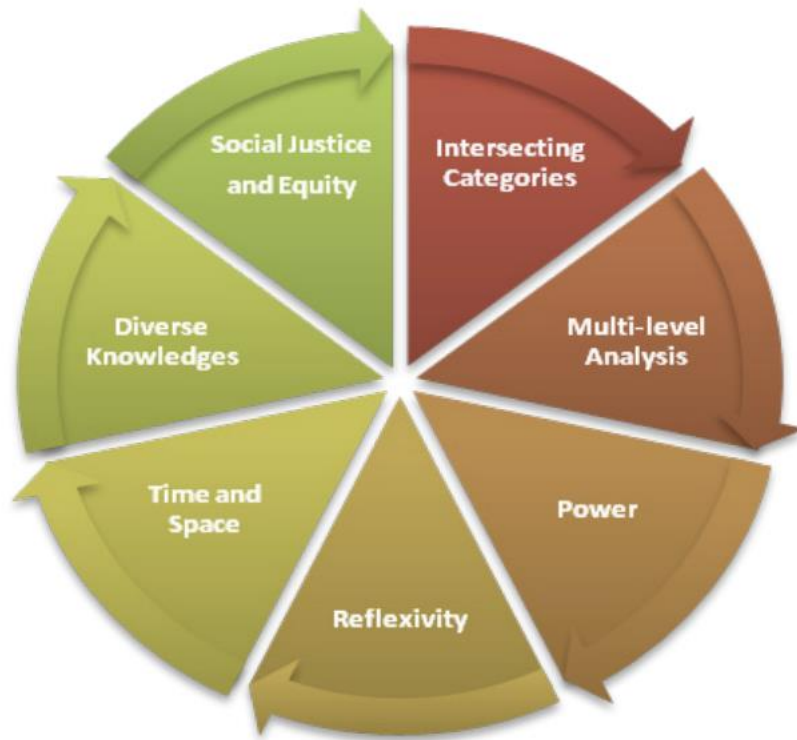 Intersecting
Categories
Multi-level
Analysis
Power
Reflexivity
Time and
Space
Diverse
Knowledges
Social Justice
and Equity